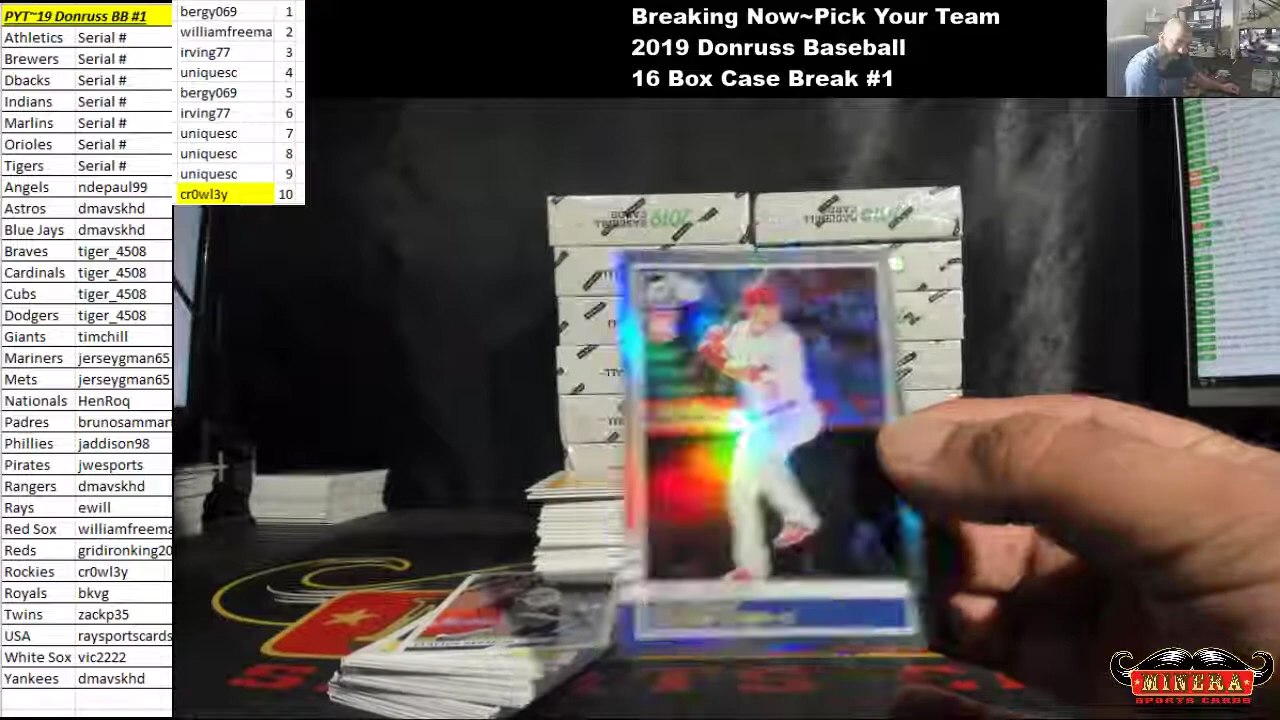 PYT~19 Donruss BB #1
Athletics Serial #
Brewers Serial #
Dbacks Serial #
Indians Serial #
Marlins Serial #
Orioles Serial #
Tigers Serial #
Angels ndepaul99
Astros dmavskhd
Blue Jays dmavskhd
Braves tiger_4508
Cardinals tiger_4508
Cubs tiger_4508
Dodgers tiger_4508
Giants timchill
Mariners jerseygman65
Mets jerseygman65
Nationals HenRoq
Padres brunosammar
Phillies jaddison98
Pirates jwesports
Rangers dmavskhd
Rays ewill
Red Sox williamfreema
Reds gridironking20
Rockies cr0wl3y
Royals bkvg
Twins zackp35
USA raysportscards
White Sox vic2222
Yankees dmavskhd
bergy069 1
williamfreema 2
irving77 3
uniquesc 4
bergy069 5
irving77 6
uniquesc 7
uniquesc 8
uniquesc 9
cr0wl3y 10
Breaking Now~Pick Your Team
2019 Donruss Baseball
16 Box Case Break #1
2019
BASEBALL
MINERA
SPORTS CARDS